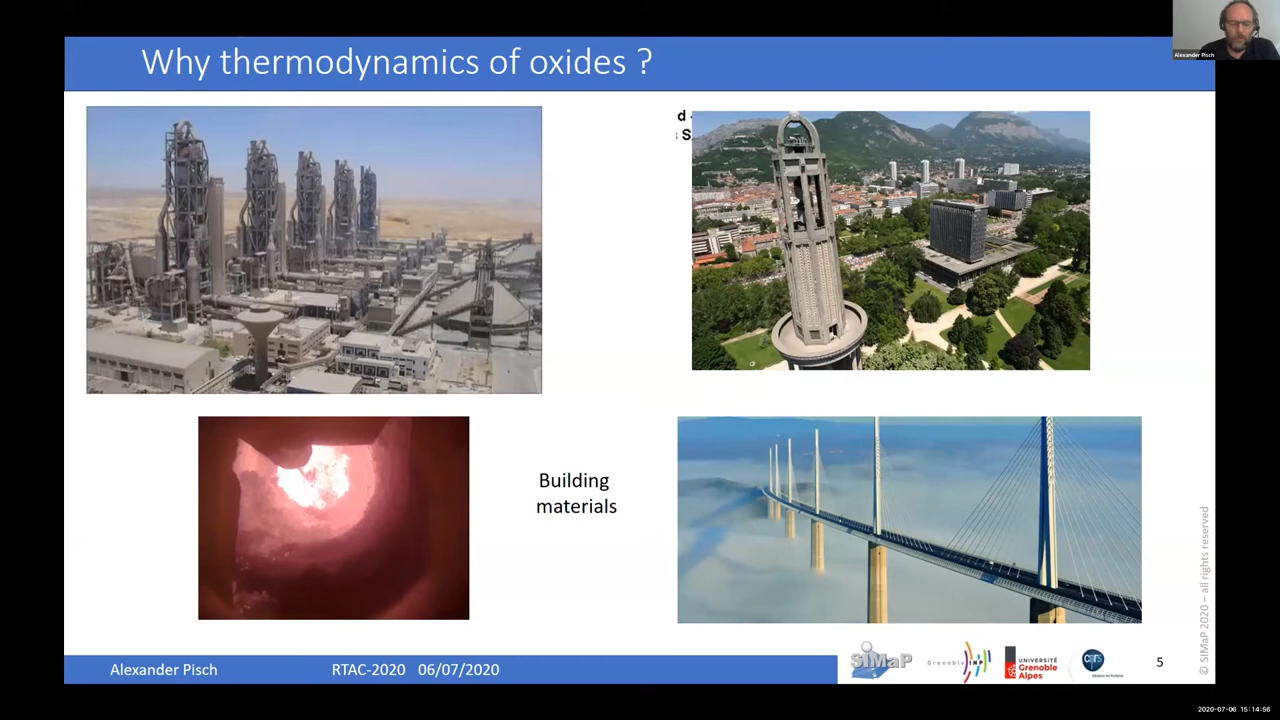 Why thermodynamics of oxides ?
Alexander Pisch
d -
s S
Building
materials
© SIMaP 2020 – all rights reserved
Alexander Pisch
RTAC-2020 06/07/2020
SIMaP
Grenoble INP
UNIVERSITÉ
Grenoble
Alpes
cnrs
5
2020-07-06 15:14:56